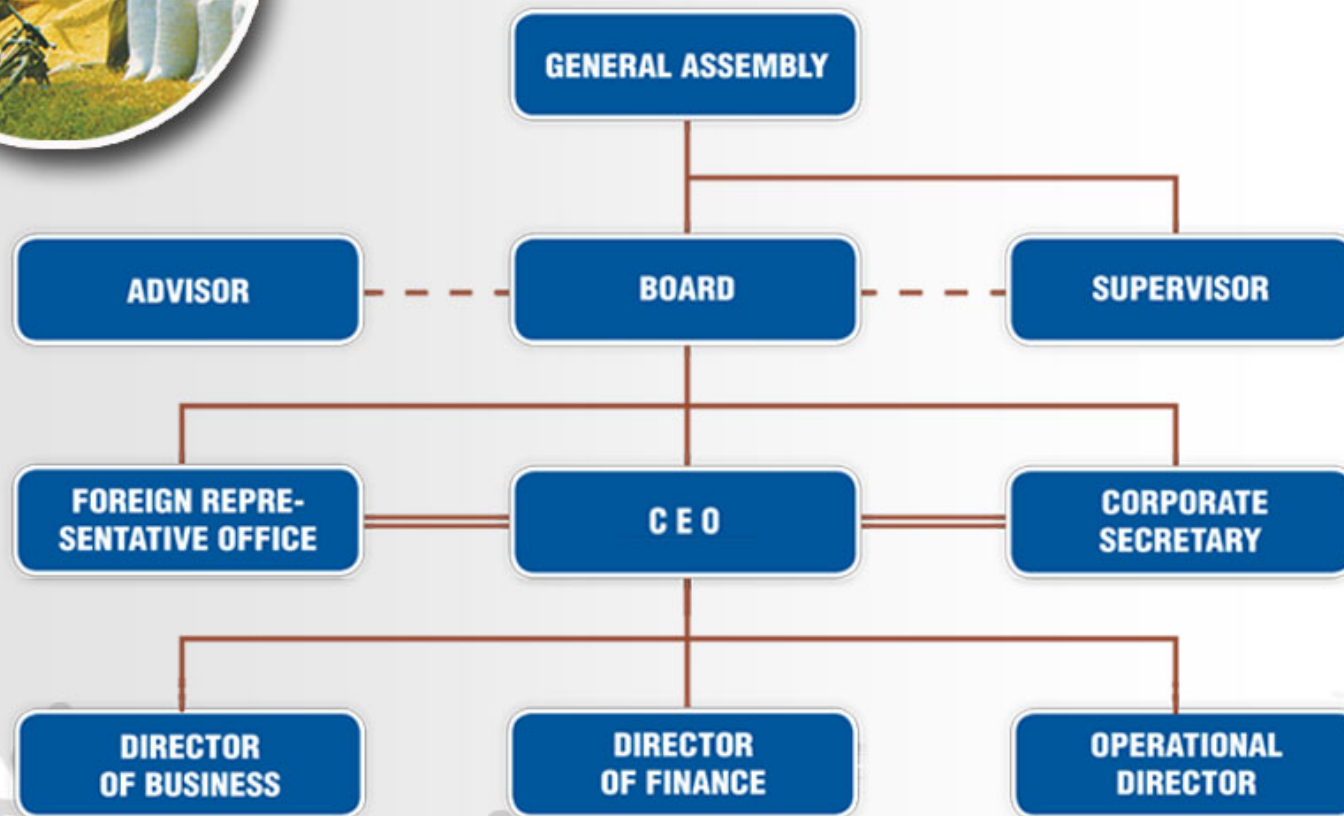 GENERAL ASSEMBLY
ADVISOR
BOARD
SUPERVISOR
FOREIGN REPRE-
SENTATIVE OFFICE
C E O
CORPORATE
SECRETARY
DIRECTOR
OF BUSINESS
DIRECTOR
OF FINANCE
OPERATIONAL
DIRECTOR